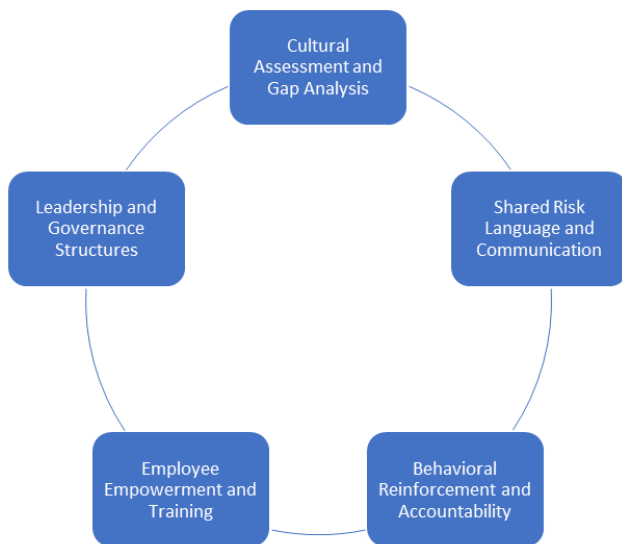 Cultural
Assessment and
Gap Analysis
Shared Risk
Language and
Communication
Behavioral
Reinforcement and
Accountability
Employee
Empowerment and
Training
Leadership and
Governance
Structures